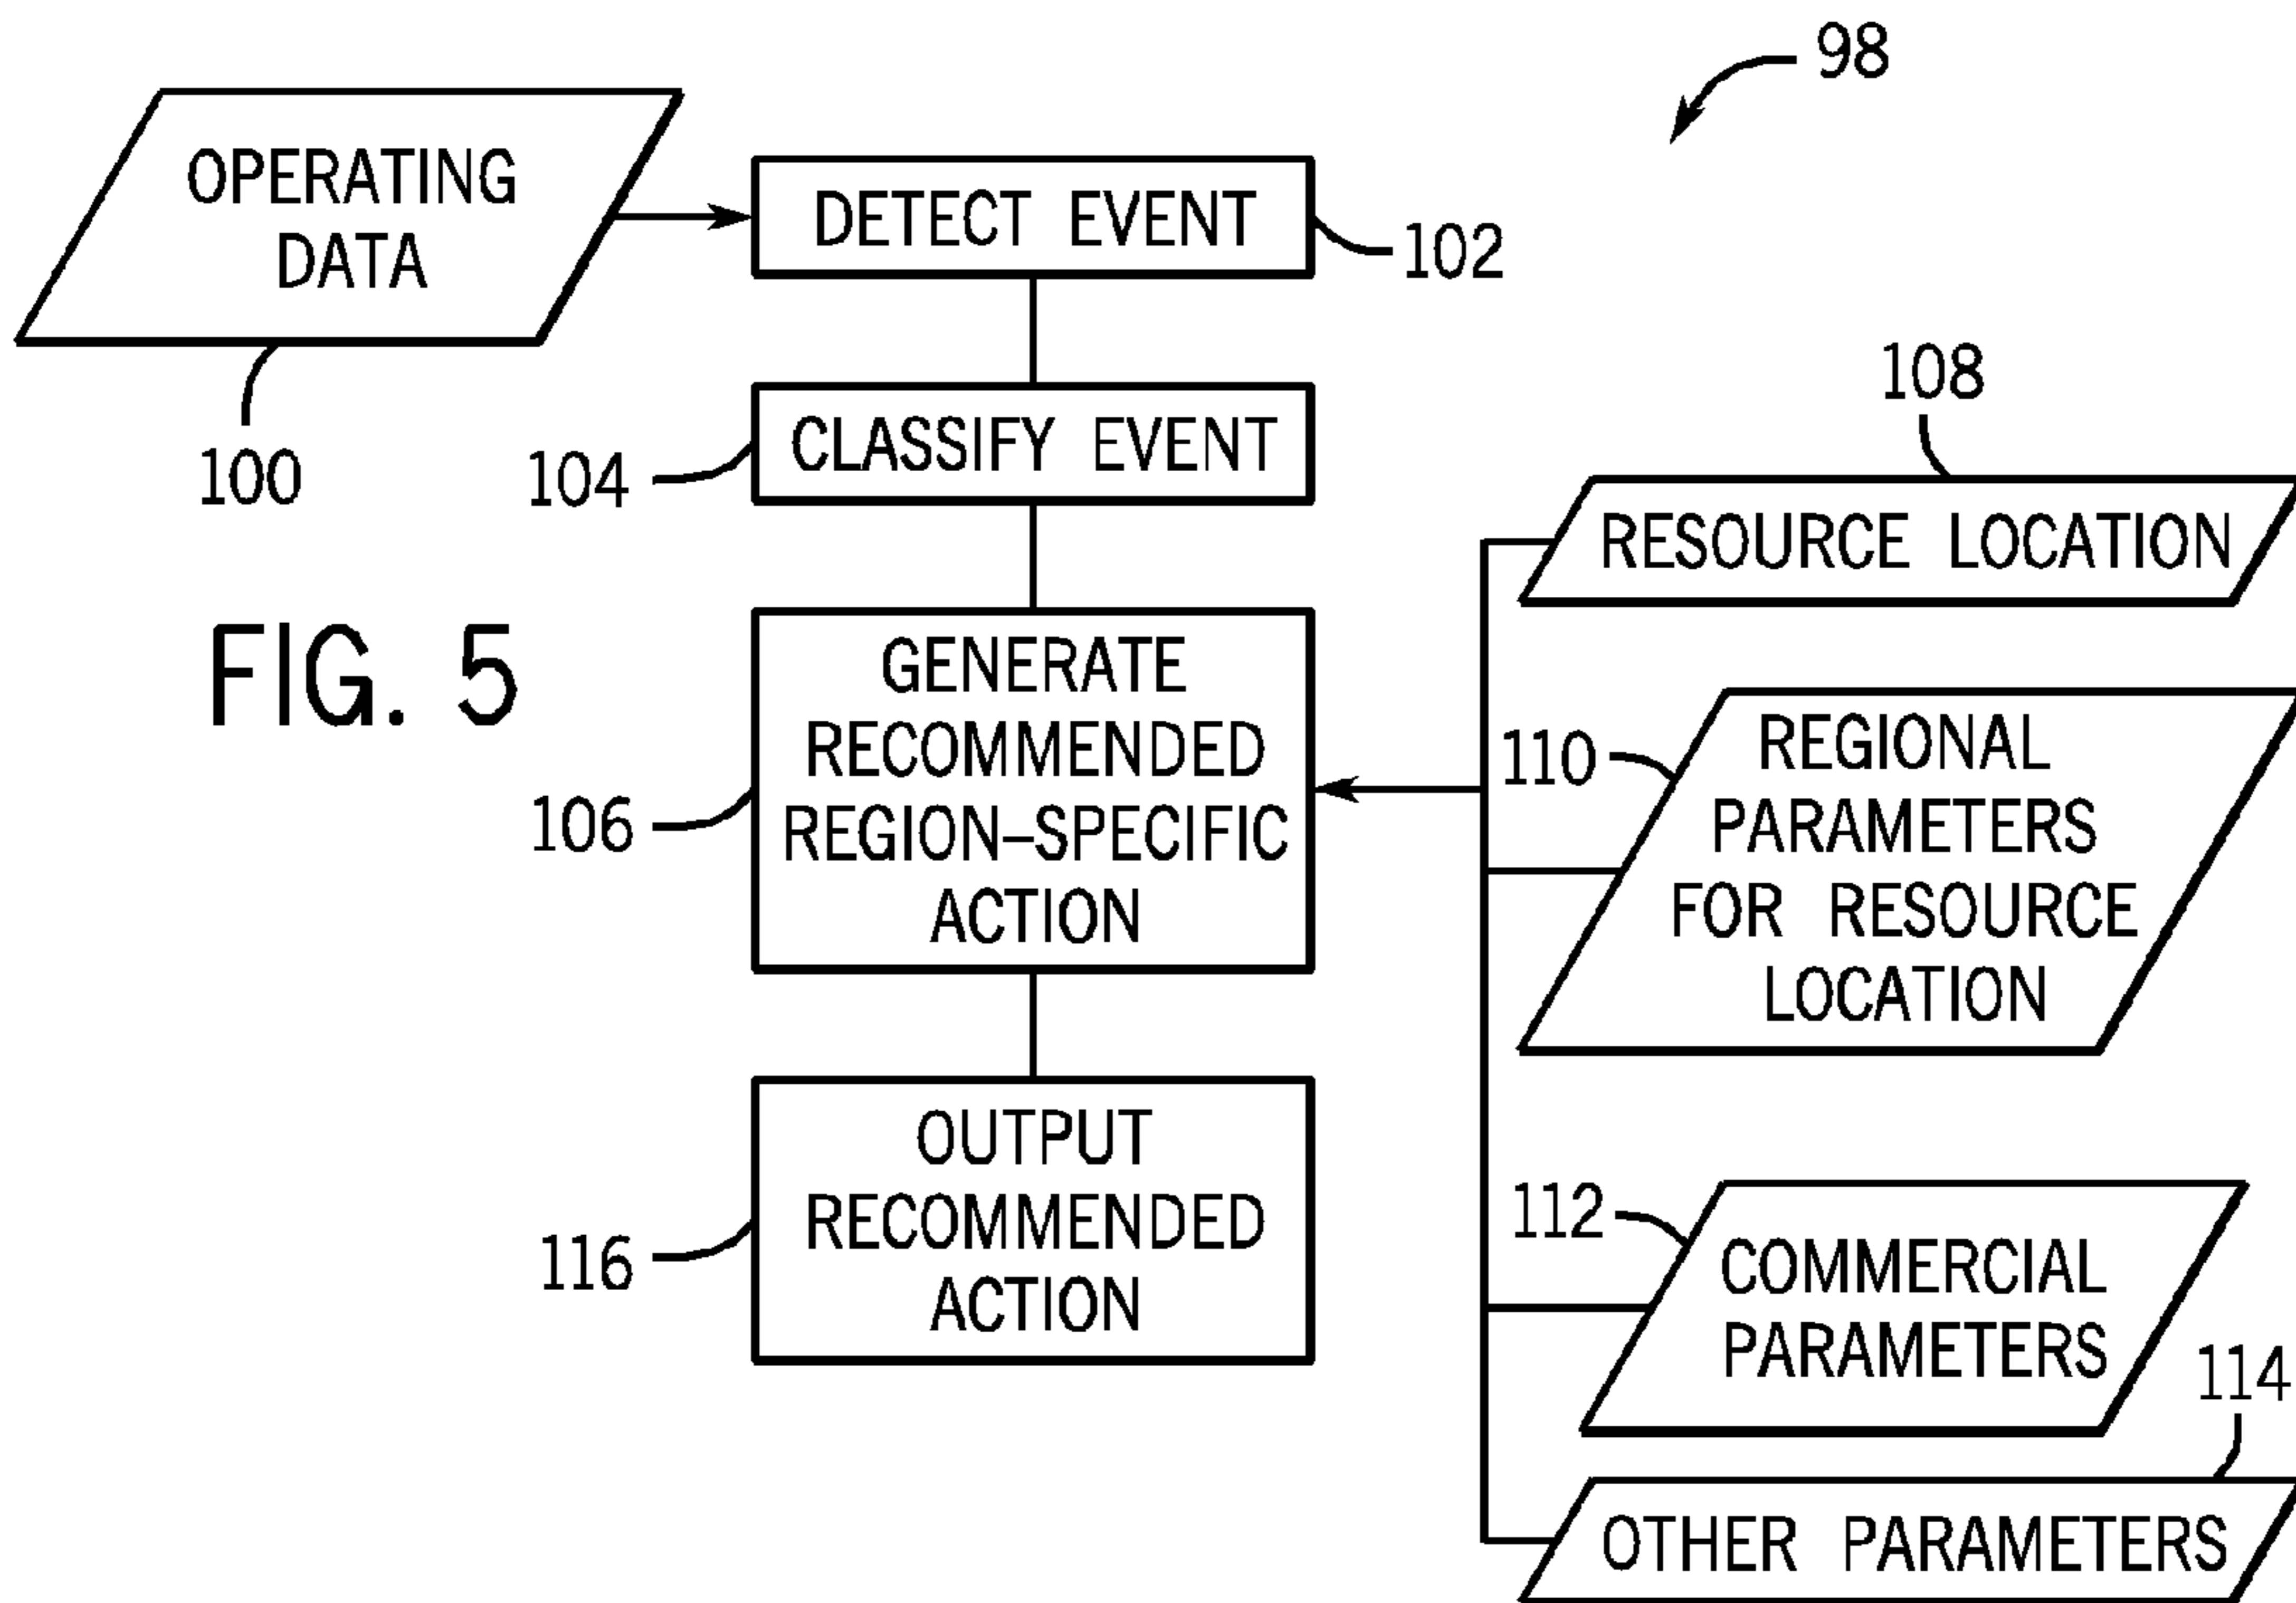 98
OPERATING
DATA
100
DETECT EVENT
102
CLASSIFY EVENT
104
FIG. 5
GENERATE
RECOMMENDED
REGION–SPECIFIC
ACTION
106
OUTPUT
RECOMMENDED
ACTION
116
108
RESOURCE LOCATION
110
REGIONAL
PARAMETERS
FOR RESOURCE
LOCATION
112
COMMERCIAL
PARAMETERS
114
OTHER PARAMETERS